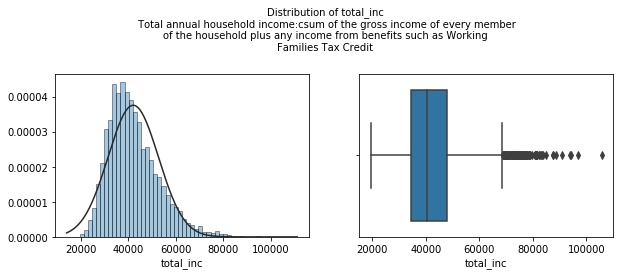 Distribution of total_inc
Total annual household income:csum of the gross income of every member
of the household plus any income from benefits such as Working
Families Tax Credit
0.00004
0.00003
0.00002
0.00001
0.00000
20000 40000 60000 80000 100000
total_inc
20000 40000 60000 80000 100000
total_inc